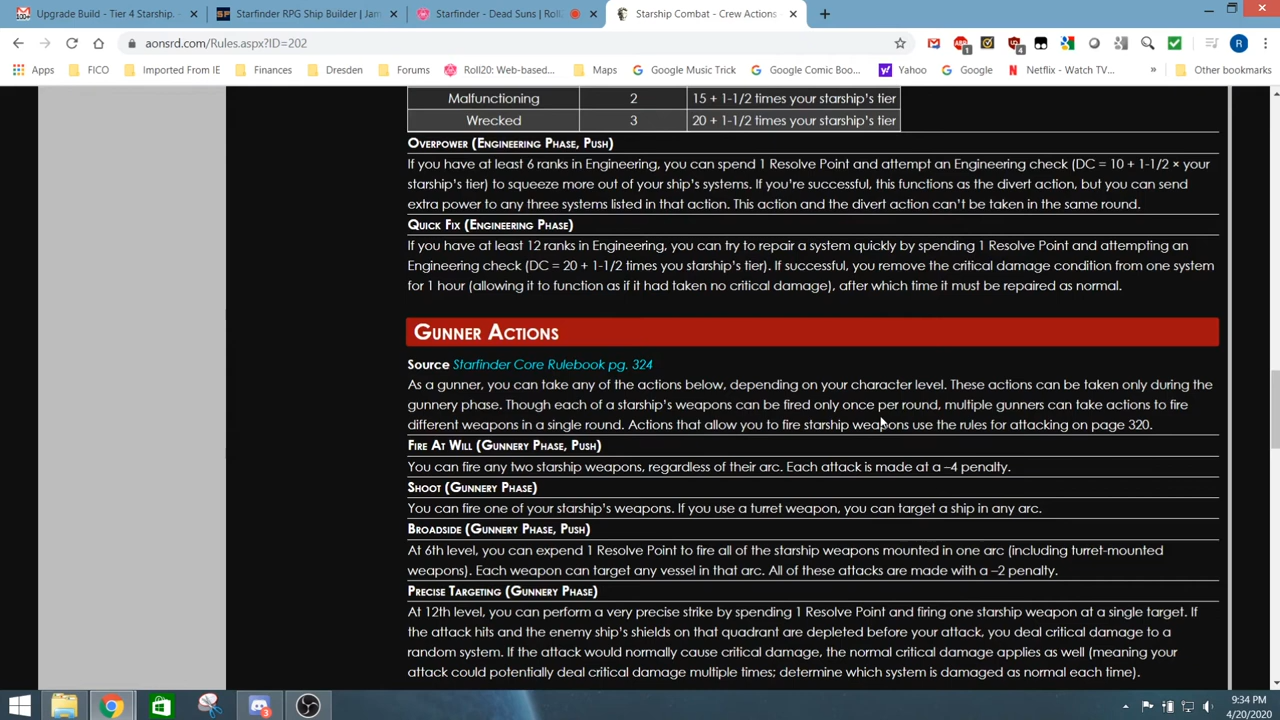 Upgrade Build - Tier 4 Starship.
Starfinder RPG Ship Builder | Jam
Starfinder - Dead Suns | Roll2
Starship Combat - Crew Actions
aonsrd.com/Rules.aspx?ID=202
Apps
FICO
Imported From IE
Finances
Dresden
Forums
Roll20: Web-based...
Maps
Google Music Trick
Google Comic Boo...
Yahoo
Google
Netflix - Watch TV...
Other bookmarks
Malfunctioning 2 15 + 1-1/2 times your starship's tier
Wrecked 3 20 + 1-1/2 times your starship's tier
Overpower (Engineering Phase, Push)
If you have at least 6 ranks in Engineering, you can spend 1 Resolve Point and attempt an Engineering check (DC = 10 + 1-1/2 × your
starship's tier) to squeeze more out of your ship's systems. If you're successful, this functions as the divert action, but you can send
extra power to any three systems listed in that action. This action and the divert action can't be taken in the same round.
Quick Fix (Engineering Phase)
If you have at least 12 ranks in Engineering, you can try to repair a system quickly by spending 1 Resolve Point and attempting an
Engineering check (DC = 20 + 1-1/2 times you starship's tier). If successful, you remove the critical damage condition from one system
for 1 hour (allowing it to function as if it had taken no critical damage), after which time it must be repaired as normal.
Gunner Actions
Source Starfinder Core Rulebook pg. 324
As a gunner, you can take any of the actions below, depending on your character level. These actions can be taken only during the
gunnery phase. Though each of a starship's weapons can be fired only once per round, multiple gunners can take actions to fire
different weapons in a single round. Actions that allow you to fire starship weapons use the rules for attacking on page 320.
Fire At Will (Gunnery Phase, Push)
You can fire any two starship weapons, regardless of their arc. Each attack is made at a –4 penalty.
Shoot (Gunnery Phase)
You can fire one of your starship's weapons. If you use a turret weapon, you can target a ship in any arc.
Broadside (Gunnery Phase, Push)
At 6th level, you can expend 1 Resolve Point to fire all of the starship weapons mounted in one arc (including turret-mounted
weapons). Each weapon can target any vessel in that arc. All of these attacks are made with a –2 penalty.
Precise Targeting (Gunnery Phase)
At 12th level, you can perform a very precise strike by spending 1 Resolve Point and firing one starship weapon at a single target. If
the attack hits and the enemy ship's shields on that quadrant are depleted before your attack, you deal critical damage to a
random system. If the attack would normally cause critical damage, the normal critical damage applies as well (meaning your
attack could potentially deal critical damage multiple times; determine which system is damaged as normal each time).
9:34 PM
4/20/2020